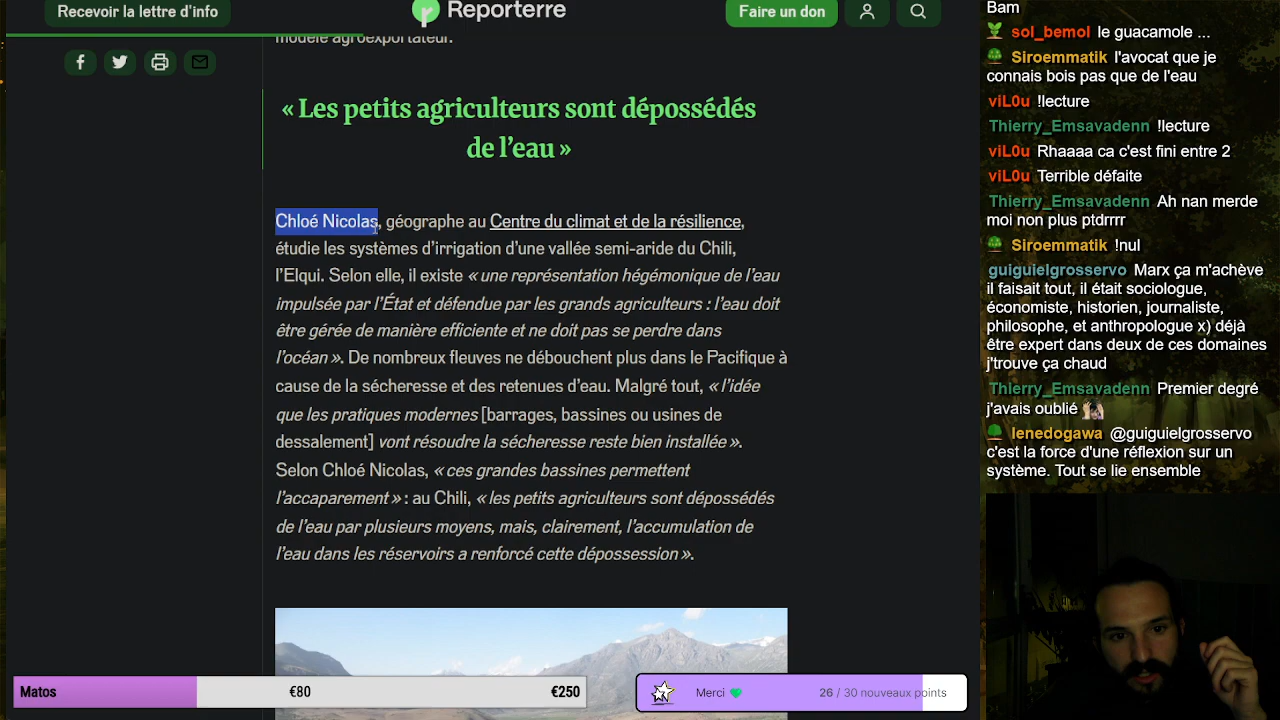 Recevoir la lettre d'info
Reporterre
Faire un don
modèle agroexportateur.
« Les petits agriculteurs sont dépossédés
de l'eau »
Chloé Nicolas, géographe au Centre du climat et de la résilience,
étudie les systèmes d'irrigation d'une vallée semi-aride du Chili,
l'Elqui. Selon elle, il existe « une représentation hégémonique de l'eau
impulsée par l'État et défendue par les grands agriculteurs : l'eau doit
être gérée de manière efficiente et ne doit pas se perdre dans
l'océan ». De nombreux fleuves ne débouchent plus dans le Pacifique à
cause de la sécheresse et des retenues d'eau. Malgré tout, « l'idée
que les pratiques modernes [barrages, bassines ou usines de
dessalement] vont résoudre la sécheresse reste bien installée ».
Selon Chloé Nicolas, « ces grandes bassines permettent
l'accaparement » : au Chili, « les petits agriculteurs sont dépossédés
de l'eau par plusieurs moyens, mais, clairement, l'accumulation de
l'eau dans les réservoirs a renforcé cette dépossession ».
Matos €80 €250
Merci 26 / 30 nouveaux points
Bam
sol_bemol le guacamole ...
Siroemmatik l'avocat que je
connais bois pas que de l'eau
viL0u !lecture
Thierry_Emsavadenn !lecture
viL0u Rhaaaa ca c'est fini entre 2
viL0u Terrible défaite
Thierry_Emsavadenn Ah nan merde
moi non plus ptdrrrr
Siroemmatik !nul
guiguielgrosservo Marx ça m'achève
il faisait tout, il était sociologue,
économiste, historien, journaliste,
philosophe, et anthropologue x) déjà
être expert dans deux de ces domaines
j'trouve ça chaud
Thierry_Emsavadenn Premier degré
j'avais oublié
lenedogawa @guiguielgrosservo
c'est la force d'une réflexion sur un
système. Tout se lie ensemble